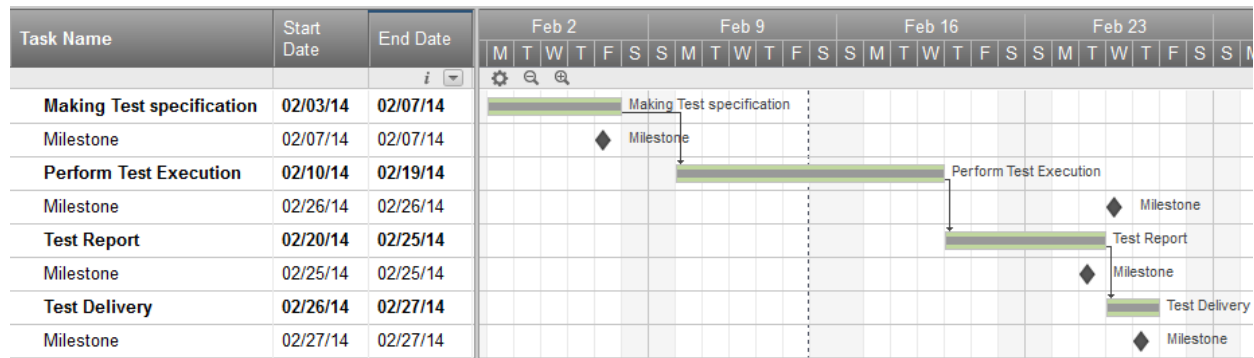 Task Name Start Date End Date Feb 2 Feb 9 Feb 16 Feb 23
M T W T F S S M T W T F S S M T W T F S S M T W T F S S M
i
Making Test specification 02/03/14 02/07/14 Making Test specification
Milestone 02/07/14 02/07/14 Milestone
Perform Test Execution 02/10/14 02/19/14 Perform Test Execution
Milestone 02/26/14 02/26/14 Milestone
Test Report 02/20/14 02/25/14 Test Report
Milestone 02/25/14 02/25/14 Milestone
Test Delivery 02/26/14 02/27/14 Test Delivery
Milestone 02/27/14 02/27/14 Milestone